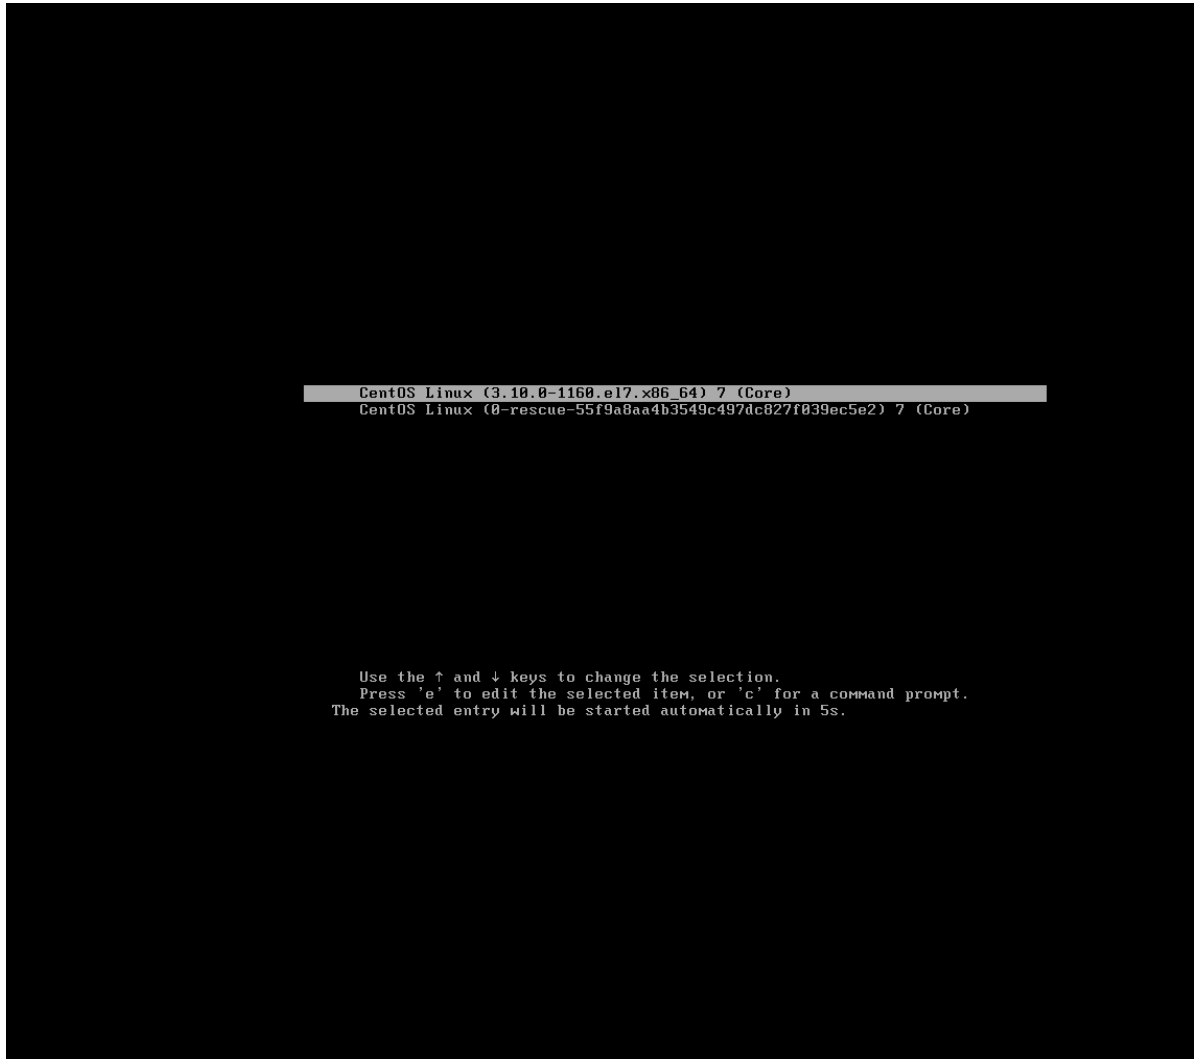 CentOS Linux (3.10.0-1160.el7.x86_64) 7 (Core)
CentOS Linux (0-rescue-55f9a8aa4b3549c497dc827f039ec5e2) 7 (Core)
Use the ↑ and ↓ keys to change the selection.
Press 'e' to edit the selected item, or 'c' for a command prompt.
The selected entry will be started automatically in 5s.